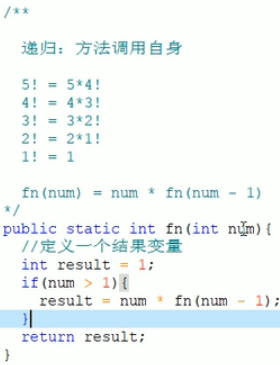 /**
递归：方法调用自身
5! = 5*4!
4! = 4*3!
3! = 3*2!
2! = 2*1!
1! = 1
fn(num) = num * fn(num - 1)
*/
public static int fn(int num){
//定义一个结果变量
int result = 1;
if(num > 1){
result = num * fn(num - 1);
}
return result;
}